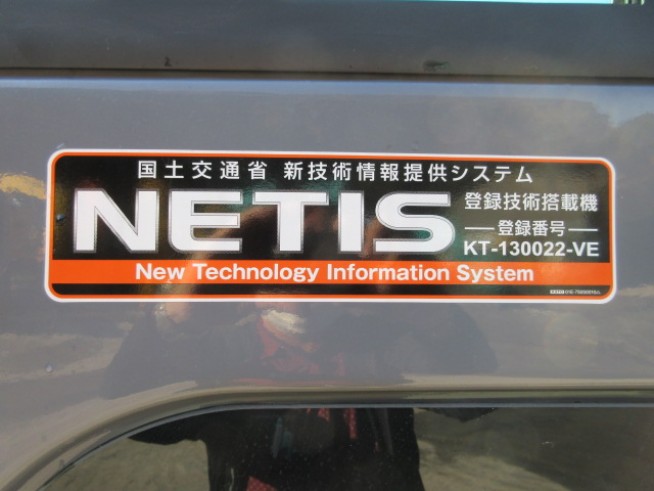 国土交通省 新技術情報提供システム
NETIS
登録技術搭載機
登録番号
KT-130022-VE
New Technology Information System